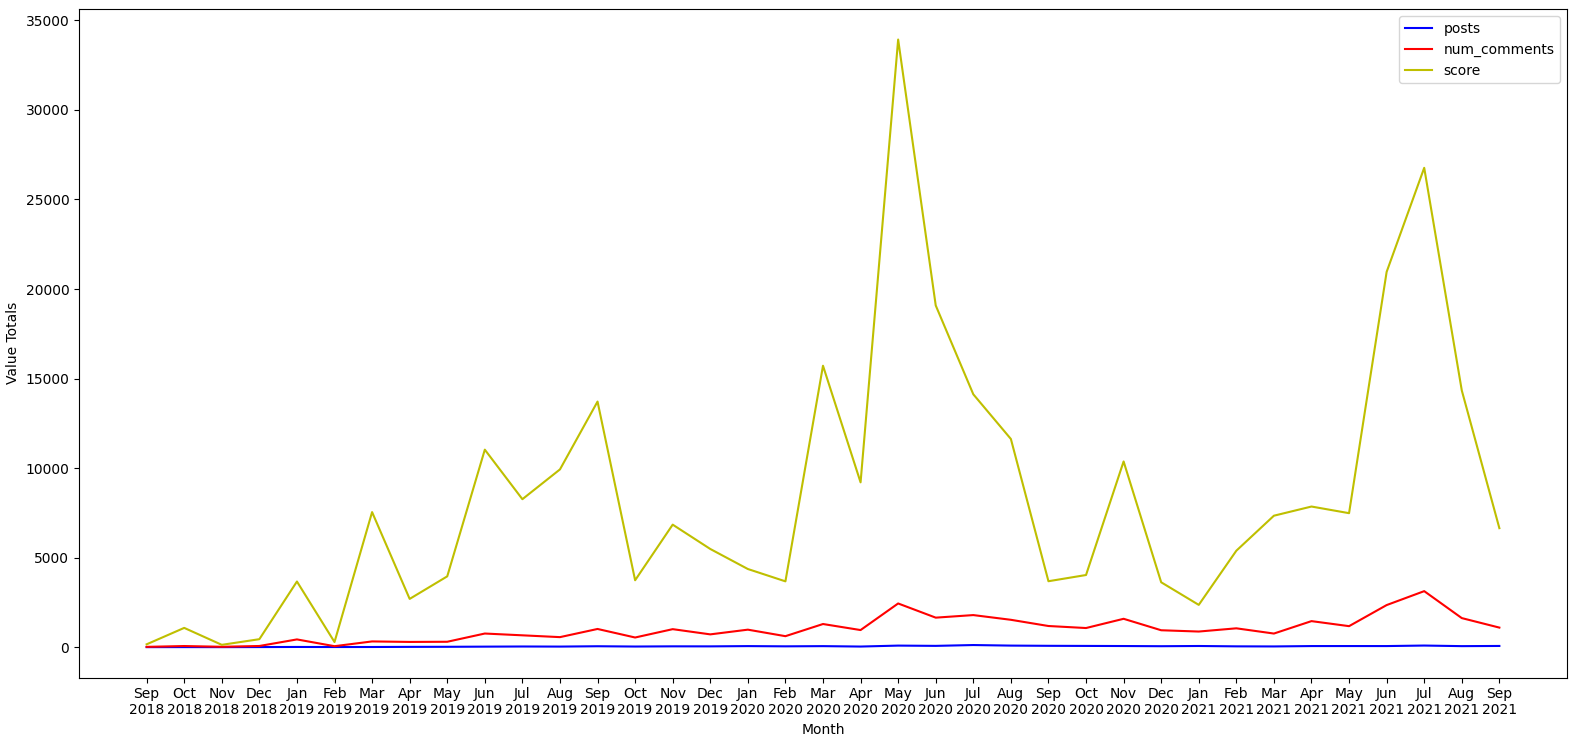 35000
30000
25000
20000
15000
10000
5000
0
Value Totals
posts
num_comments
score
Sep Oct Nov Dec Jan Feb Mar Apr May Jun Jul Aug Sep Oct Nov Dec Jan Feb Mar Apr May Jun Jul Aug Sep Oct Nov Dec Jan Feb Mar Apr May Jun Jul Aug Sep
2018 2018 2018 2018 2019 2019 2019 2019 2019 2019 2019 2019 2019 2019 2019 2019 2020 2020 2020 2020 2020 2020 2020 2020 2020 2020 2020 2020 2021 2021 2021 2021 2021 2021 2021 2021 2021
Month